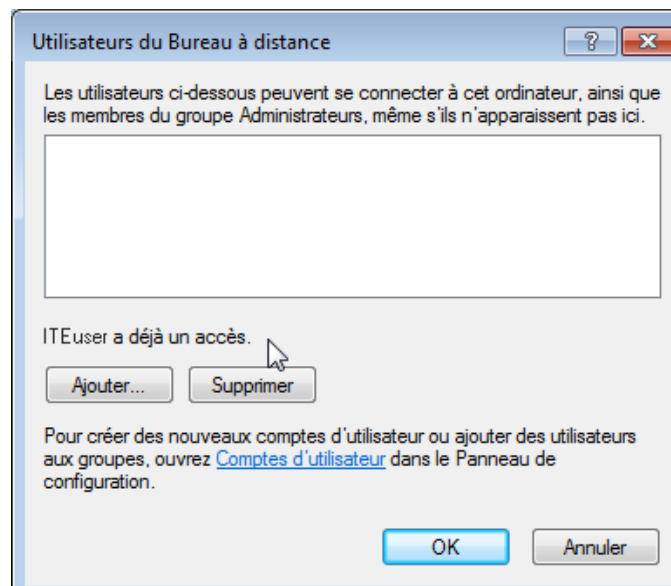 Utilisateurs du Bureau à distance
Les utilisateurs ci-dessous peuvent se connecter à cet ordinateur, ainsi que
les membres du groupe Administrateurs, même s'ils n'apparaissent pas ici.
ITEuser a déjà un accès.
Ajouter... Supprimer
Pour créer des nouveaux comptes d'utilisateur ou ajouter des utilisateurs
aux groupes, ouvrez Comptes d'utilisateur dans le Panneau de
configuration.
OK Annuler